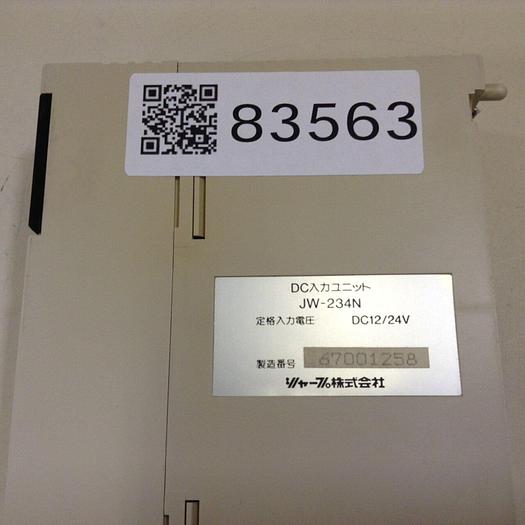 83563
DC入力ユニット
JW-234N
定格入力電圧 DC12/24V
製造番号 67001258
シャープ株式会社